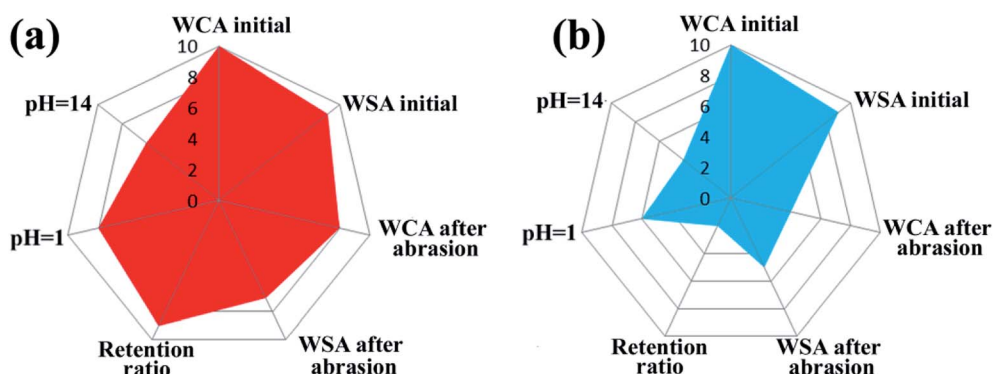 (a)
WCA initial
10
8
6
4
2
0
pH=14
WSA initial
pH=1
WCA after
abrasion
Retention
ratio
WSA after
abrasion
(b)
WCA initial
10
8
6
4
2
0
pH=14
WSA initial
pH=1
WCA after
abrasion
Retention
ratio
WSA after
abrasion